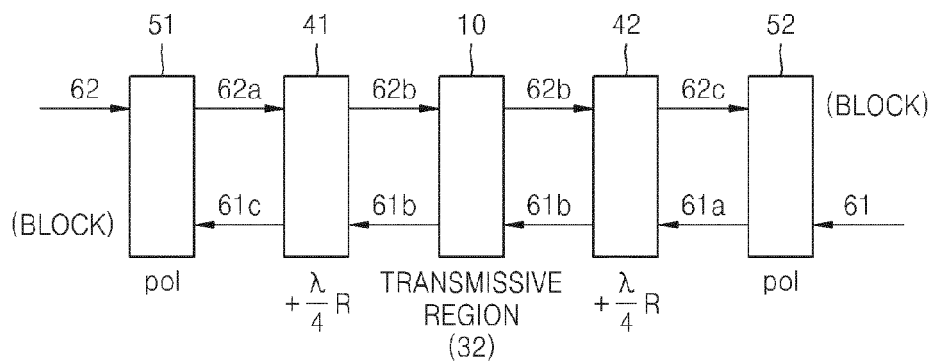 51 41 10 42 52
62 62a 62b 62b 62c
(BLOCK)
61c 61b 61b 61a 61
(BLOCK)
pol + λ/4 R TRANSMISSIVE + λ/4 R pol
REGION
(32)